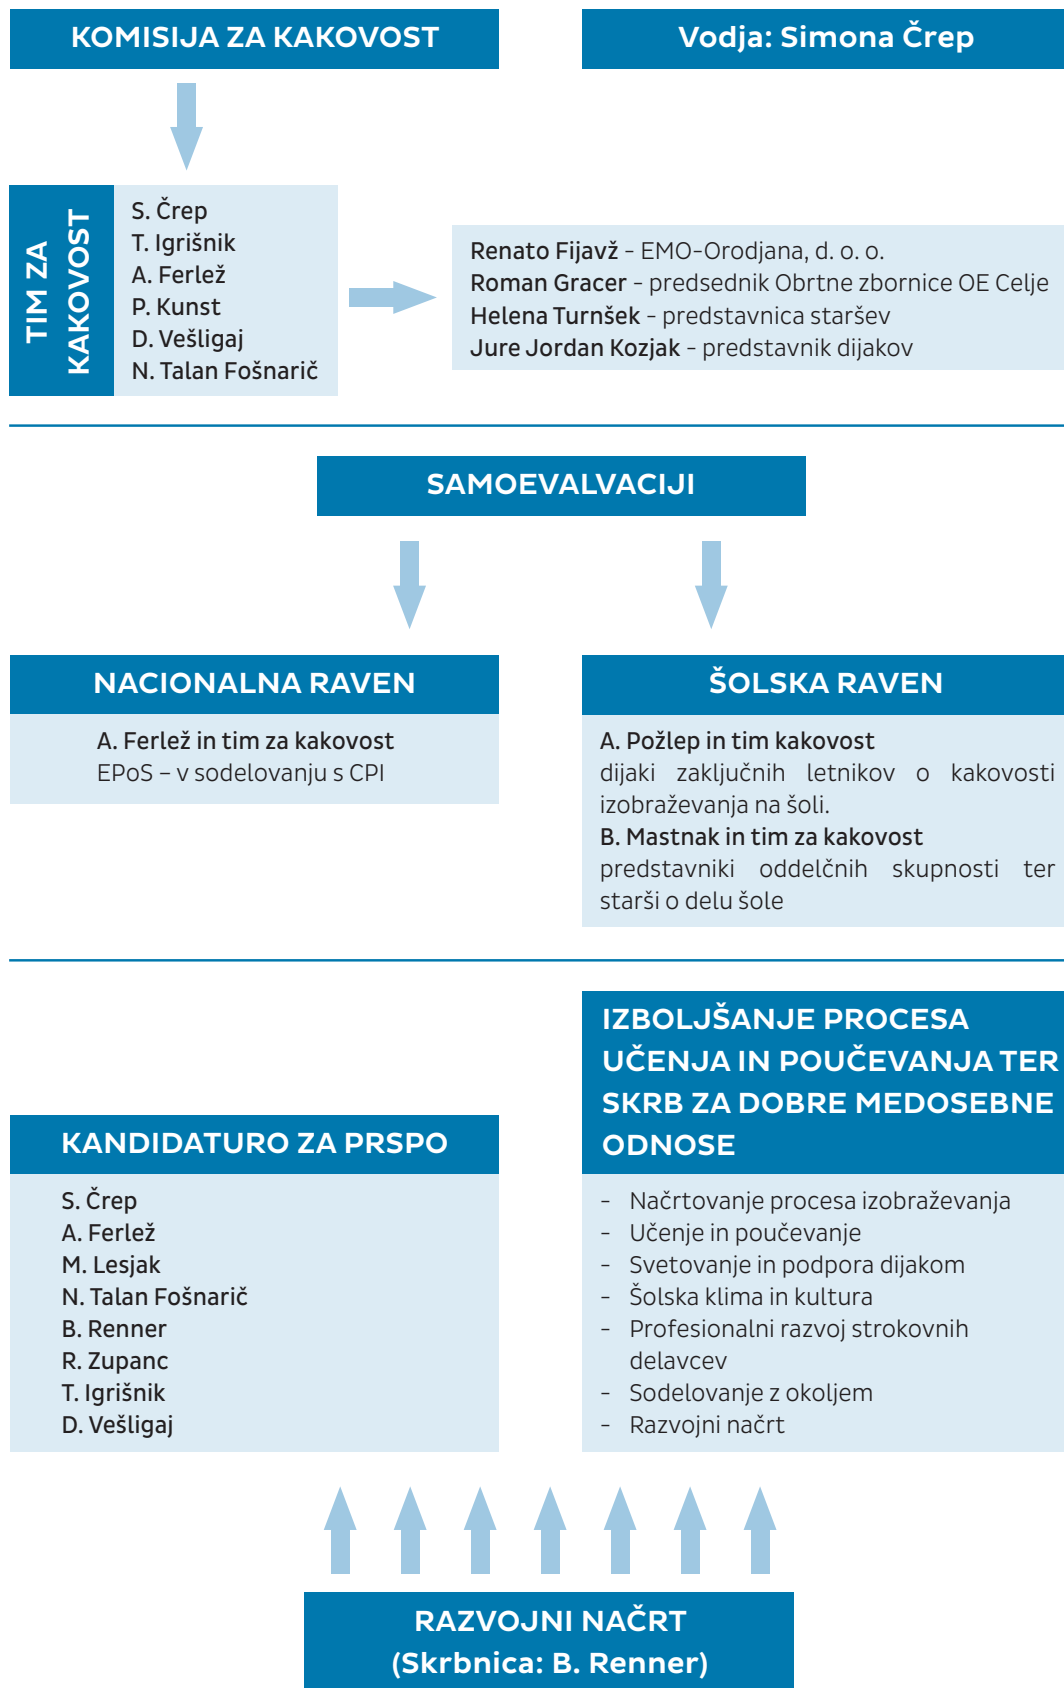 KOMISIJA ZA KAKOVOST
Vodja: Simona Črep
TIM ZA
KAKOVOST
S. Črep
T. Igrišnik
A. Ferlež
P. Kunst
D. Vešligaj
N. Talan Fošnarič
Renato Fijavž - EMO-Orodjana, d. o. o.
Roman Gracer - predsednik Obrtne zbornice OE Celje
Helena Turnšek - predstavnica staršev
Jure Jordan Kozjak - predstavnik dijakov
SAMOEVALVACIJI
NACIONALNA RAVEN
A. Ferlež in tim za kakovost
EPoS – v sodelovanju s CPI
ŠOLSKA RAVEN
A. Požlep in tim kakovost
dijaki zaključnih letnikov o kakovosti
izobraževanja na šoli.
B. Mastnak in tim za kakovost
predstavniki oddelčnih skupnosti ter
starši o delu šole
KANDIDATURO ZA PRSPO
S. Črep
A. Ferlež
M. Lesjak
N. Talan Fošnarič
B. Renner
R. Zupanc
T. Igrišnik
D. Vešligaj
IZBOLJŠANJE PROCESA
UČENJA IN POUČEVANJA TER
SKRB ZA DOBRE MEDOSEBNE
ODNOSE
- Načrtovanje procesa izobraževanja
- Učenje in poučevanje
- Svetovanje in podpora dijakom
- Šolska klima in kultura
- Profesionalni razvoj strokovnih
delavcev
- Sodelovanje z okoljem
- Razvojni načrt
RAZVOJNI NAČRT
(Skrbnica: B. Renner)